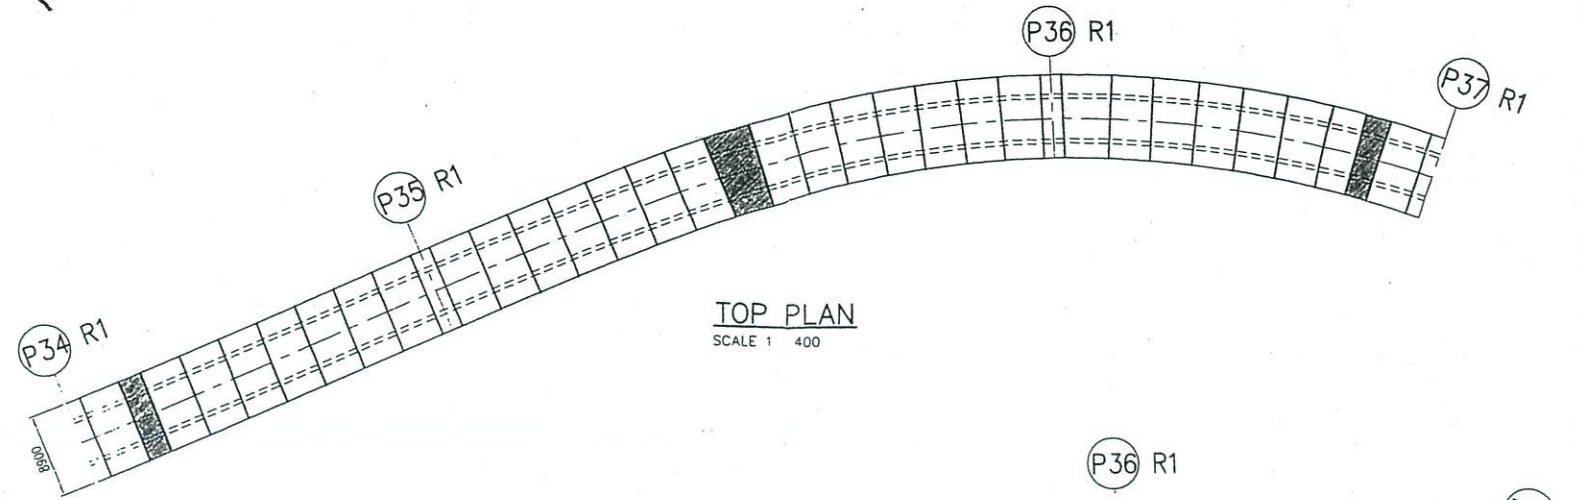 P36 R1
P37 R1
P35 R1
P34 R1
TOP PLAN
SCALE 1 400
8900
P36 R1